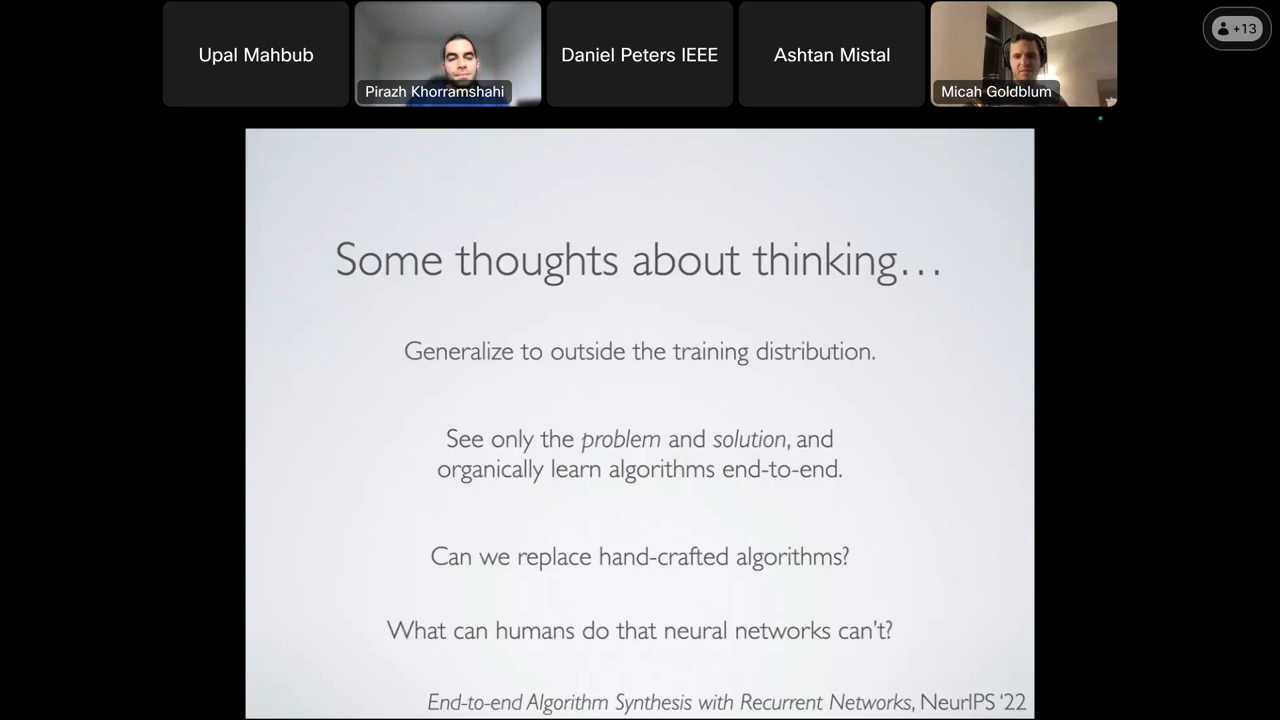 Upal Mahbub
Pirazh Khorramshahi
Daniel Peters IEEE
Ashtan Mistal
Micah Goldblum
+13
Some thoughts about thinking…
Generalize to outside the training distribution.
See only the problem and solution, and
organically learn algorithms end-to-end.
Can we replace hand-crafted algorithms?
What can humans do that neural networks can't?
End-to-end Algorithm Synthesis with Recurrent Networks, NeurIPS ‘22